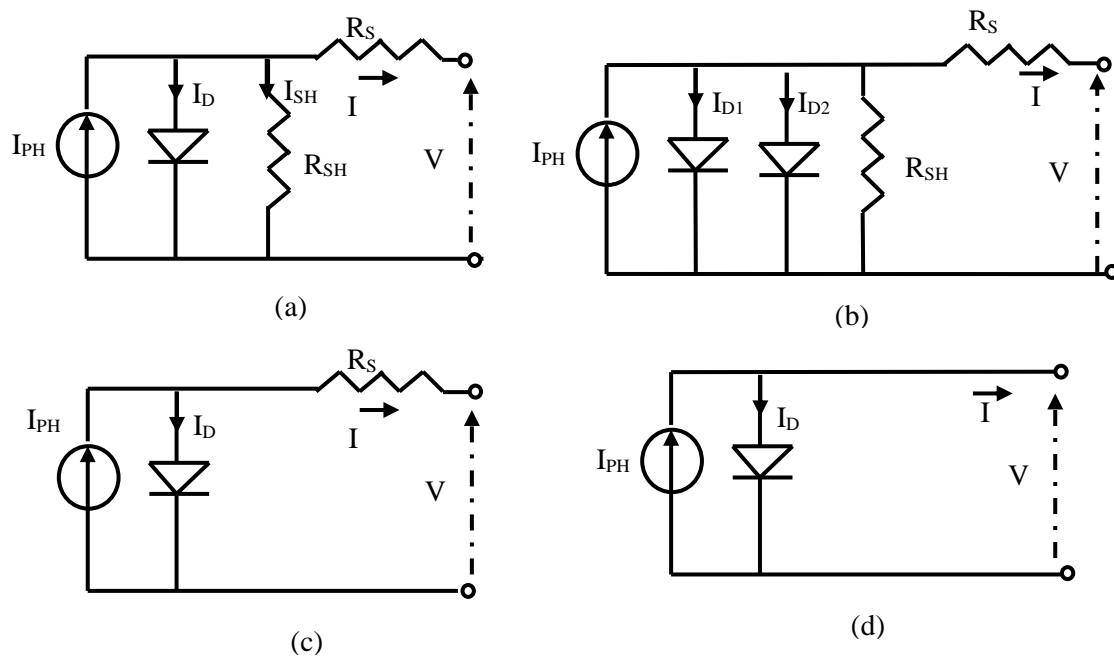 R_S
I_D
I_SH
I
I_PH
R_SH
V
(a)
R_S
I_D1
I_D2
I
I_PH
R_SH
V
(b)
R_S
I_PH
I_D
I
V
(c)
I_D
I
I_PH
V
(d)